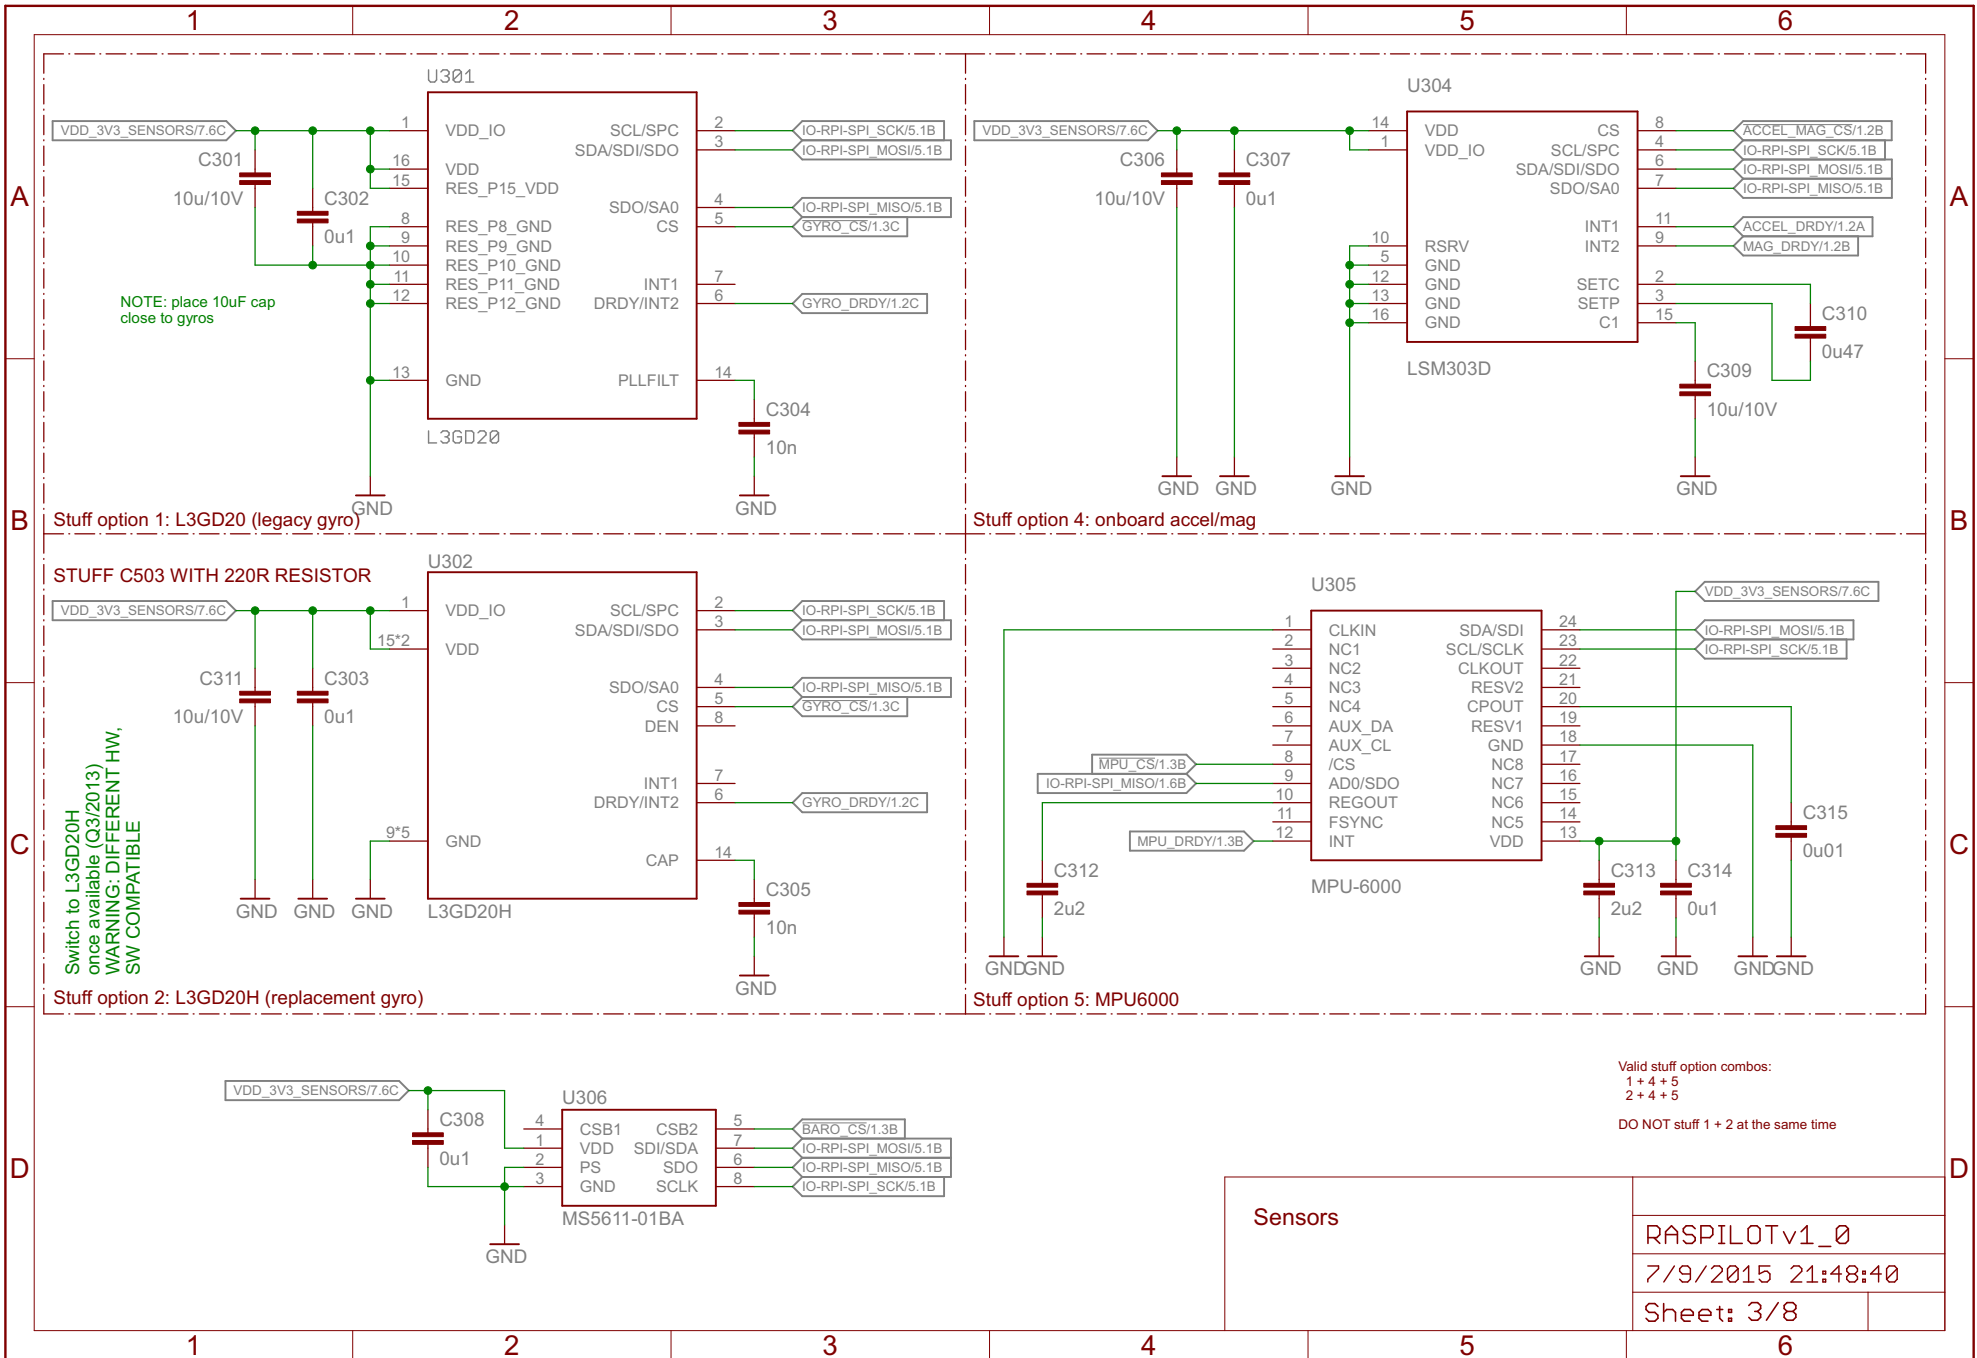 1 2 3 4 5 6
A
B
C
D
U301
VDD_3V3_SENSORS/7.6C
C301
10u/10V
C302
0u1
NOTE: place 10uF cap
close to gyros
1 VDD_IO
16 VDD
15 RES_P15_VDD
8 RES_P8_GND
9 RES_P9_GND
10 RES_P10_GND
11 RES_P11_GND
12 RES_P12_GND
13 GND
SCL/SPC 2 IO-RPI-SPI_SCK/5.1B
SDA/SDI/SDO 3 IO-RPI-SPI_MOSI/5.1B
SDO/SA0 4 IO-RPI-SPI_MISO/5.1B
CS 5 GYRO_CS/1.3C
INT1 7
DRDY/INT2 6 GYRO_DRDY/1.2C
PLLFILT 14
C304
10n
L3GD20
GND
GND
Stuff option 1: L3GD20 (legacy gyro)
U304
VDD_3V3_SENSORS/7.6C
C306
10u/10V
C307
0u1
14 VDD
1 VDD_IO
10 RSRV
5 GND
12 GND
13 GND
16 GND
CS 8 ACCEL_MAG_CS/1.2B
SCL/SPC 4 IO-RPI-SPI_SCK/5.1B
SDA/SDI/SDO 6 IO-RPI-SPI_MOSI/5.1B
SDO/SA0 7 IO-RPI-SPI_MISO/5.1B
INT1 11 ACCEL_DRDY/1.2A
INT2 9 MAG_DRDY/1.2B
SETC 2
SETP 3
C1 15
C310
0u47
C309
10u/10V
LSM303D
GND
GND
GND
GND
Stuff option 4: onboard accel/mag
STUFF C503 WITH 220R RESISTOR
U302
VDD_3V3_SENSORS/7.6C
C311
10u/10V
C303
0u1
1 VDD_IO
15*2 VDD
9*5 GND
SCL/SPC 2 IO-RPI-SPI_SCK/5.1B
SDA/SDI/SDO 3 IO-RPI-SPI_MOSI/5.1B
SDO/SA0 4 IO-RPI-SPI_MISO/5.1B
CS 5 GYRO_CS/1.3C
DEN 8
INT1 7
DRDY/INT2 6 GYRO_DRDY/1.2C
CAP 14
C305
10n
L3GD20H
GND
GND
GND
GND
Switch to L3GD20H
once available (Q3/2013)
WARNING: DIFFERENT HW,
SW COMPATIBLE
Stuff option 2: L3GD20H (replacement gyro)
U305
1 CLKIN
2 NC1
3 NC2
4 NC3
5 NC4
6 AUX_DA
7 AUX_CL
MPU_CS/1.3B 8 /CS
IO-RPI-SPI_MISO/1.6B 9 AD0/SDO
10 REGOUT
11 FSYNC
MPU_DRDY/1.3B 12 INT
VDD_3V3_SENSORS/7.6C
SDA/SDI 24 IO-RPI-SPI_MOSI/5.1B
SCL/SCLK 23 IO-RPI-SPI_SCK/5.1B
CLKOUT 22
RESV2 21
CPOUT 20
RESV1 19
GND 18
NC8 17
NC7 16
NC6 15
NC5 14
VDD 13
C312
2u2
C313
2u2
C314
0u1
C315
0u01
MPU-6000
GND
GND
GND
GND
GND
GND
Stuff option 5: MPU6000
VDD_3V3_SENSORS/7.6C
C308
0u1
U306
4 CSB1
1 VDD
2 PS
3 GND
CSB2 5 BARO_CS/1.3B
SDI/SDA 7 IO-RPI-SPI_MOSI/5.1B
SDO 6 IO-RPI-SPI_MISO/5.1B
SCLK 8 IO-RPI-SPI_SCK/5.1B
MS5611-01BA
GND
Valid stuff option combos:
1 + 4 + 5
2 + 4 + 5
DO NOT stuff 1 + 2 at the same time
Sensors
RASPILOTv1_0
7/9/2015 21:48:40
Sheet: 3/8
A
B
C
D
1 2 3 4 5 6